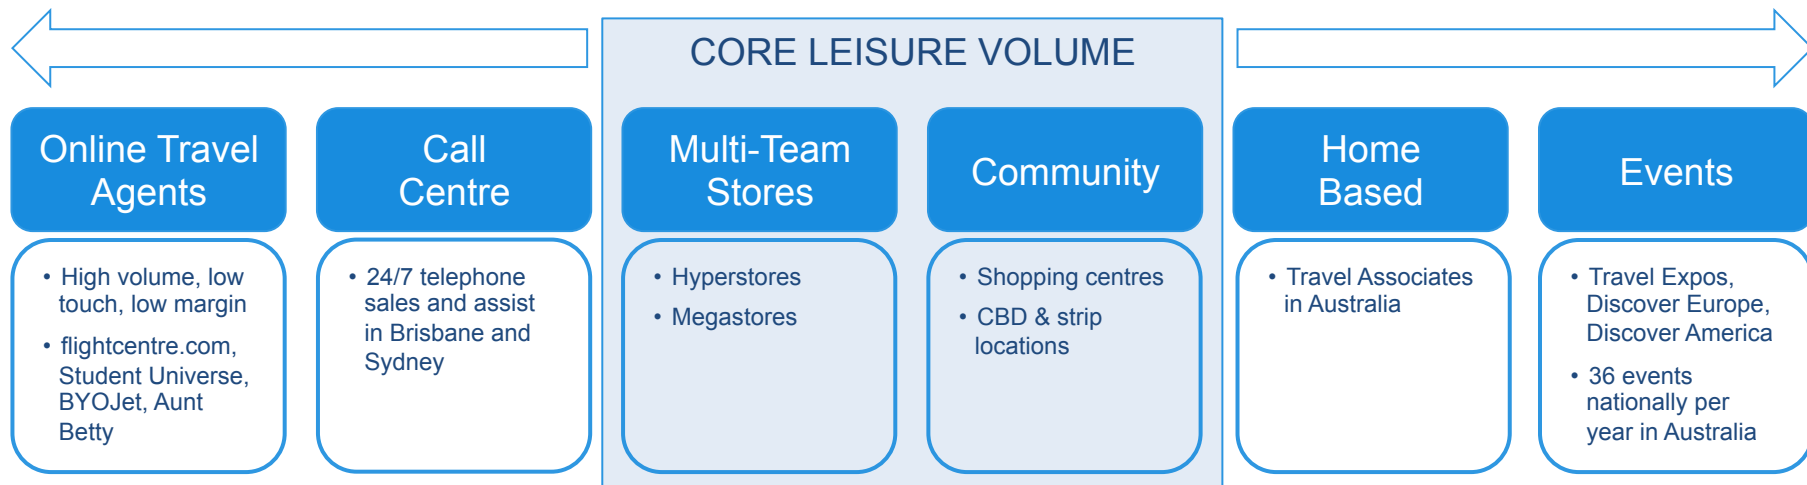 CORE LEISURE VOLUME
Online Travel
Agents
• High volume, low
touch, low margin
• flightcentre.com,
Student Universe,
BYOJet, Aunt
Betty
Call
Centre
• 24/7 telephone
sales and assist
in Brisbane and
Sydney
Multi-Team
Stores
• Hyperstores
• Megastores
Community
• Shopping centres
• CBD & strip
locations
Home
Based
• Travel Associates
in Australia
Events
• Travel Expos,
Discover Europe,
Discover America
• 36 events
nationally per
year in Australia